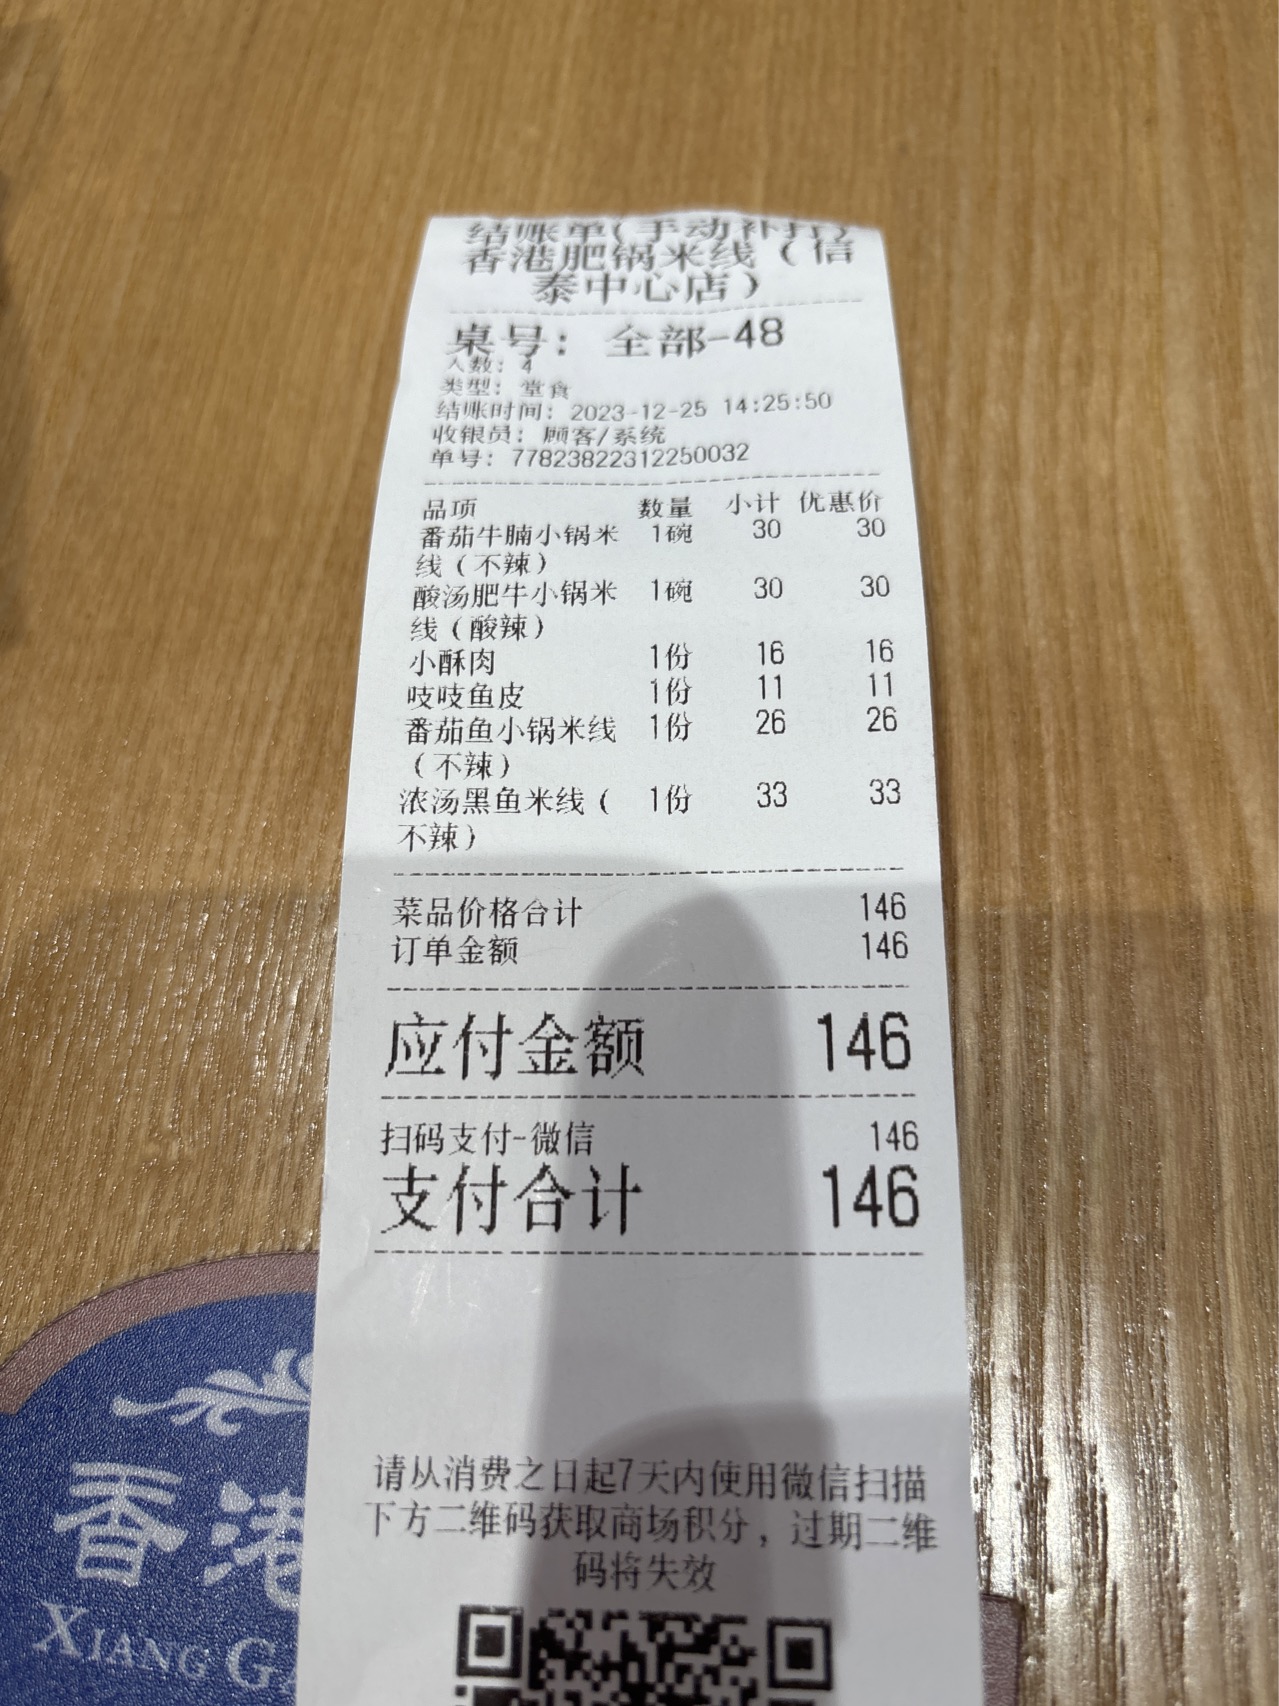 结账单(手动补打)
香港肥锅米线（信
泰中心店）
桌号： 全部-48
人数：4
类型：堂食
结账时间：2023-12-25 14:25:50
收银员：顾客/系统
单号：77823822312250032
品项 数量 小计 优惠价
番茄牛腩小锅米 1碗 30 30
线（不辣）
酸汤肥牛小锅米 1碗 30 30
线（酸辣）
小酥肉 1份 16 16
吱吱鱼皮 1份 11 11
番茄鱼小锅米线 1份 26 26
（不辣）
浓汤黑鱼米线（ 1份 33 33
不辣）
菜品价格合计 146
订单金额 146
应付金额 146
扫码支付-微信 146
支付合计 146
请从消费之日起7天内使用微信扫描
下方二维码获取商场积分，过期二维
码将失效
香港
XIANG G